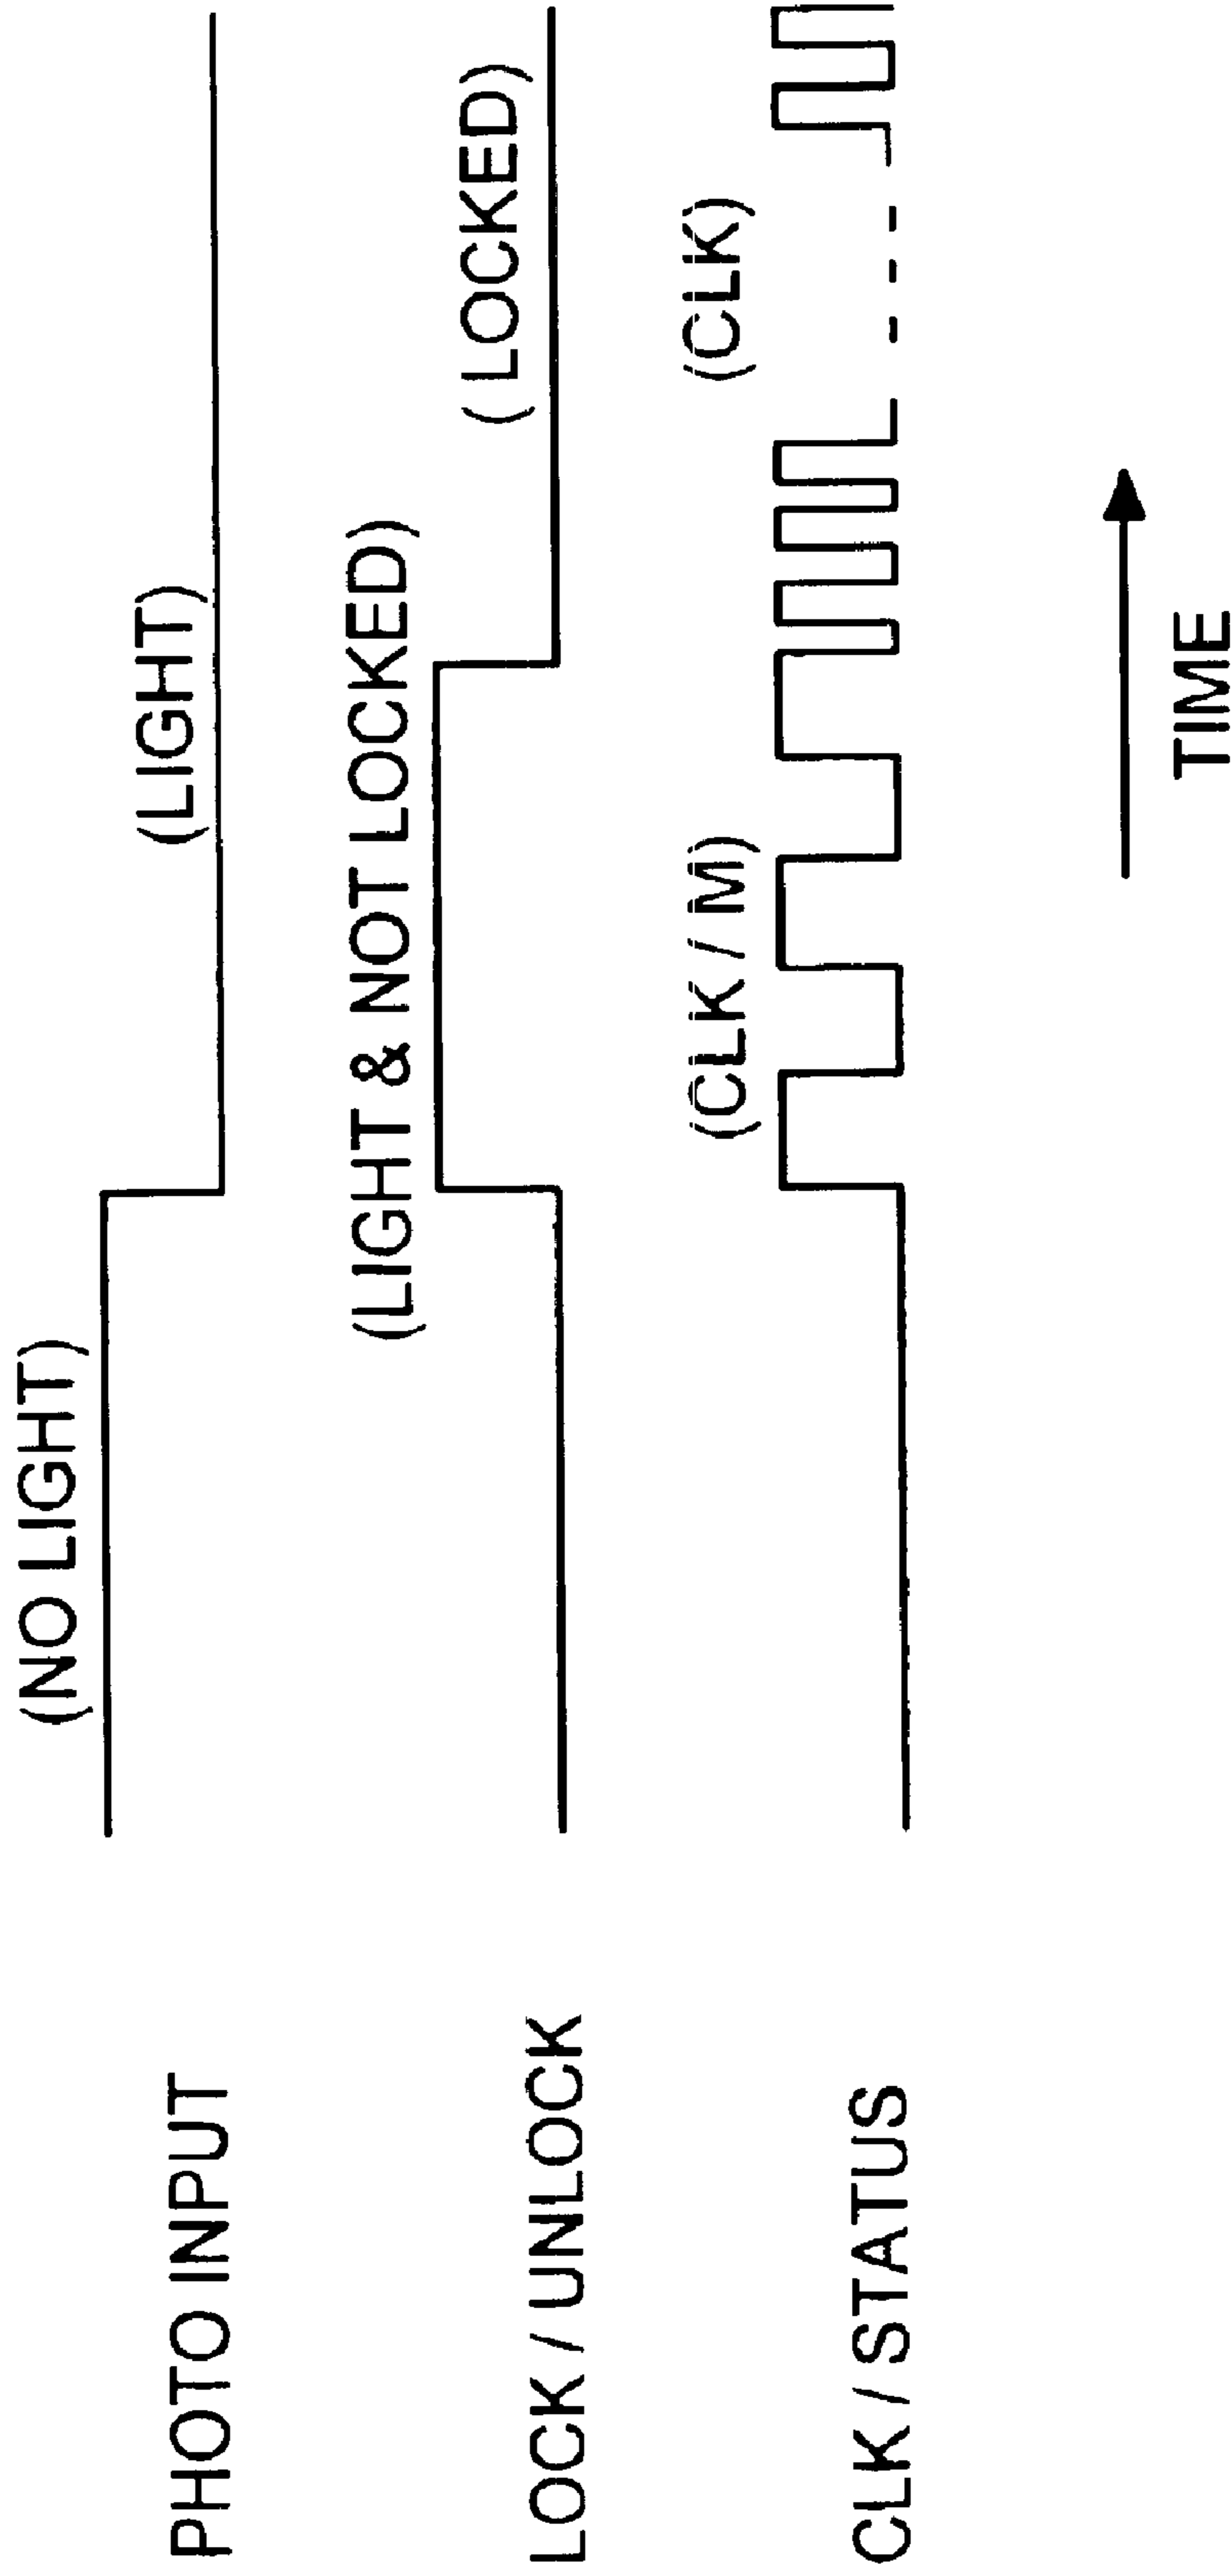 (NO LIGHT)
(LIGHT)
PHOTO INPUT
(LIGHT & NOT LOCKED)
( LOCKED)
LOCK / UNLOCK
(CLK / M)
(CLK)
CLK / STATUS
TIME